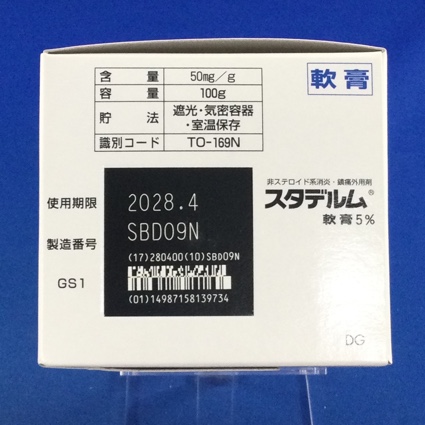 含量 50mg／g
軟膏
容量 100g
貯法 遮光・気密容器
・室温保存
識別コード TO-169N
非ステロイド系消炎・鎮痛外用剤
スタデルム®
軟膏5%
使用期限 2028.4
製造番号 SBD09N
(17)280400(10)SBD09N
GS1
(01)14987158139734
DG